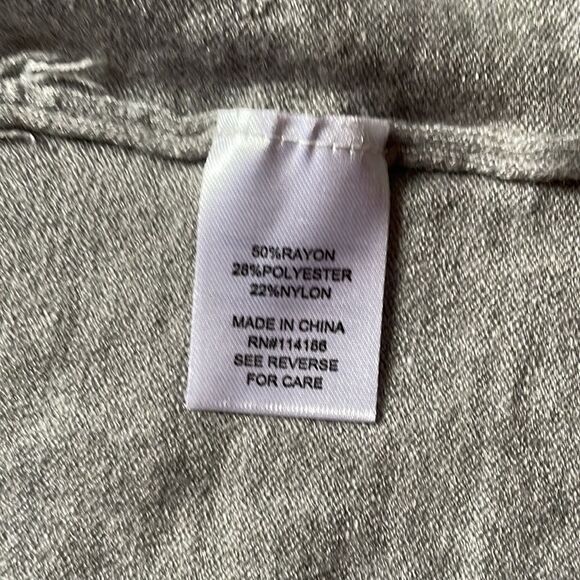 50%RAYON
28%POLYESTER
22%NYLON
MADE IN CHINA
RN#114186
SEE REVERSE
FOR CARE